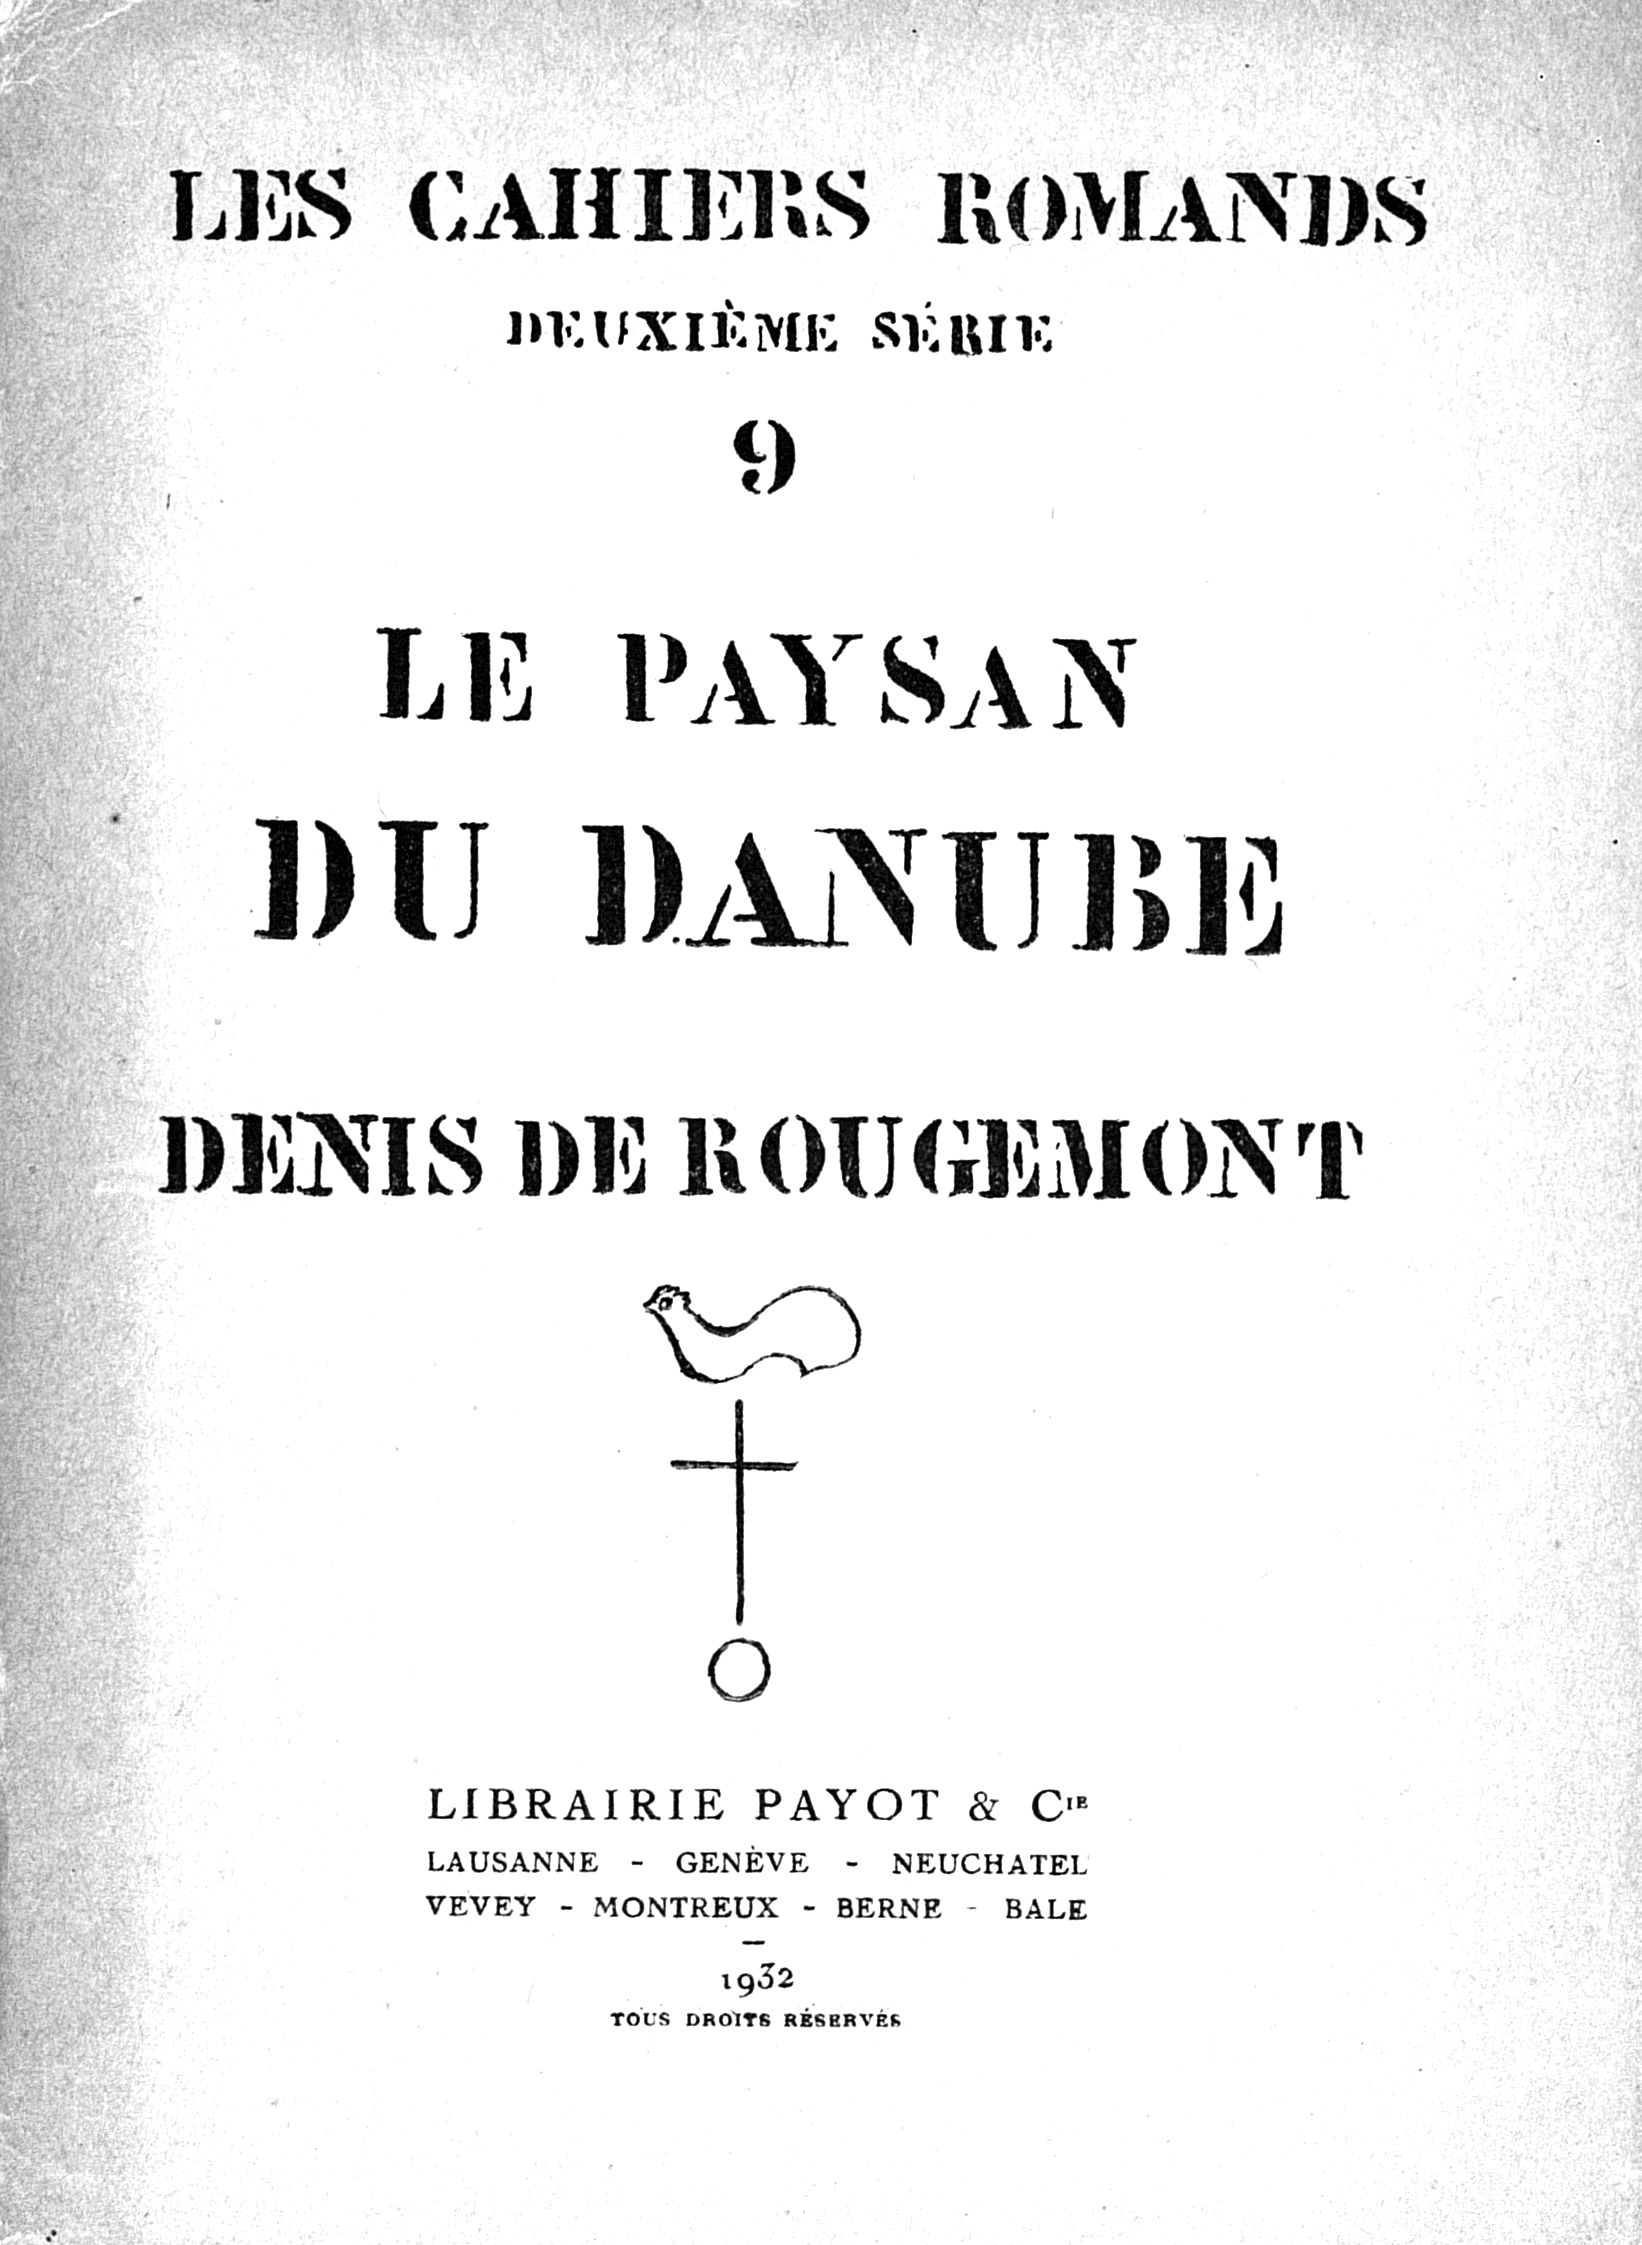 LES CAHIERS ROMANDS
DEUXIÈME SÉRIE
9
LE PAYSAN
DU DANUBE
DENIS DE ROUGEMONT
LIBRAIRIE PAYOT & CIE
LAUSANNE - GENÈVE - NEUCHATEL
VEVEY - MONTREUX - BERNE - BALE
1932
TOUS DROITS RÉSERVÉS